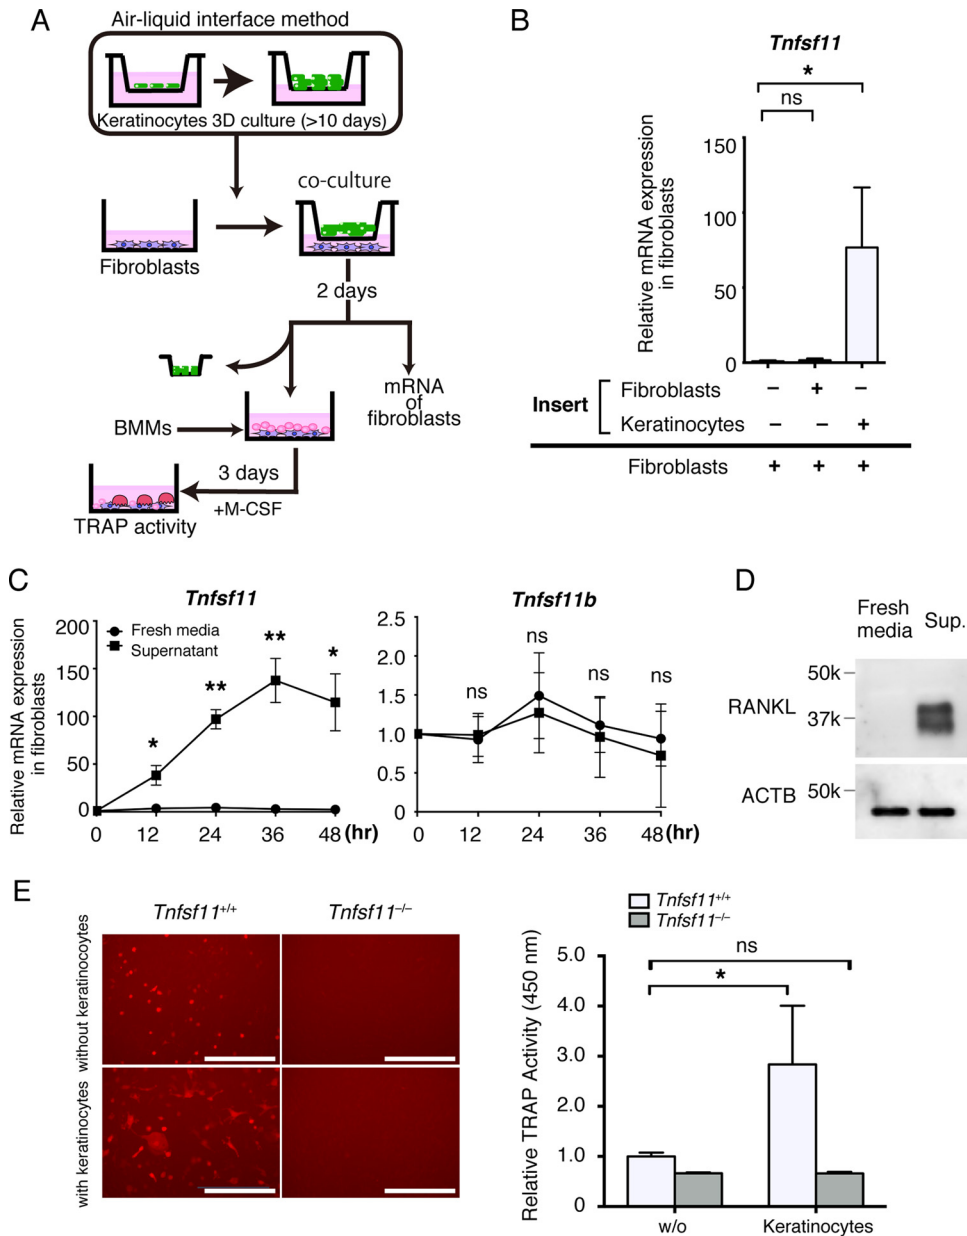 A
Air-liquid interface method
Keratinocytes 3D culture (>10 days)
co-culture
Fibroblasts
2 days
mRNA
of
fibroblasts
BMMs
3 days
+M-CSF
TRAP activity
B
Tnfsf11
*
ns
Relative mRNA expression
in fibroblasts
150
100
50
0
Insert
Fibroblasts – + –
Keratinocytes – – +
Fibroblasts + + +
C
Tnfsf11
Relative mRNA expression
in fibroblasts
200
150
100
50
0
Fresh media
Supernatant
*
**
**
*
0 12 24 36 48 (hr)
Tnfsf11b
2.5
2.0
1.5
1.0
0.5
0
ns
ns
ns
ns
0 12 24 36 48 (hr)
D
Fresh
media
Sup.
50k
RANKL
37k
50k
ACTB
E
Tnfsf11+/+
Tnfsf11–/–
without keratinocoytes
with keratinocytes
Tnfsf11+/+
Tnfsf11–/–
Relative TRAP Activity (450 nm)
5.0
4.0
3.0
2.0
1.0
0
ns
*
w/o
Keratinocytes